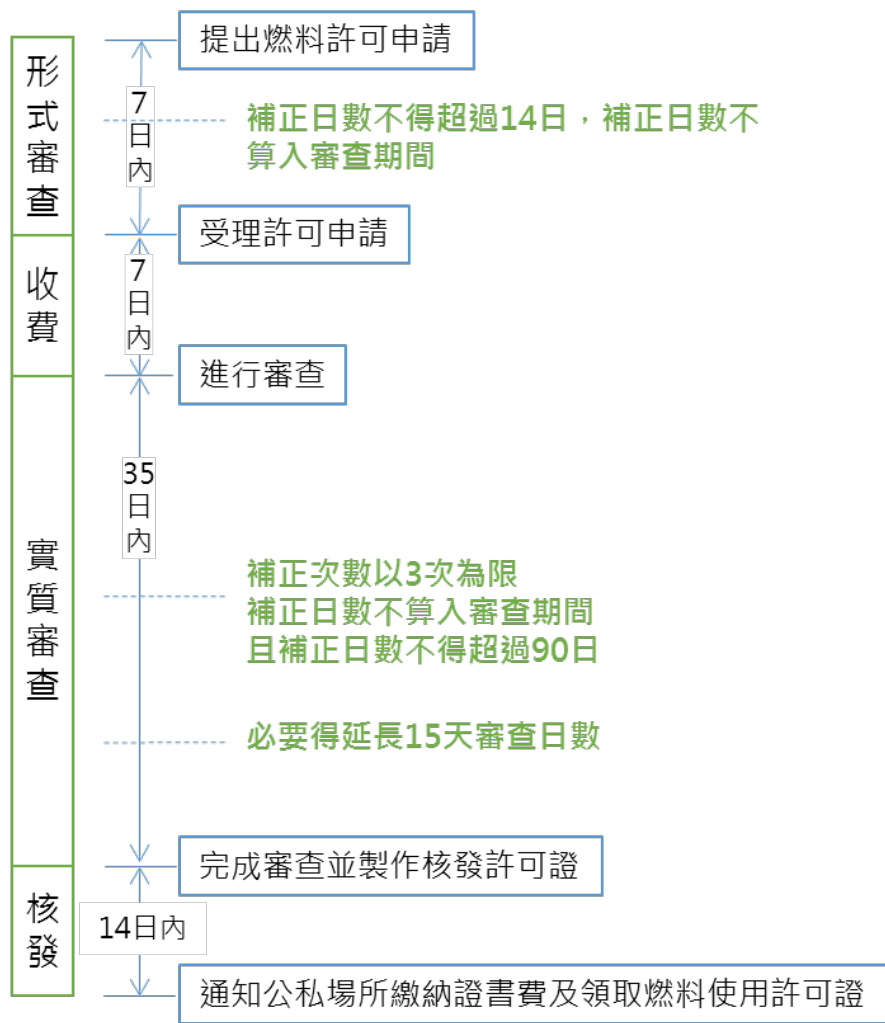 提出燃料許可申請
形式審查
7日內
補正日數不得超過14日，補正日數不
算入審查期間
受理許可申請
收費
7日內
進行審查
35日內
實質審查
補正次數以3次為限
補正日數不算入審查期間
且補正日數不得超過90日
必要得延長15天審查日數
完成審查並製作核發許可證
核發
14日內
通知公私場所繳納證書費及領取燃料使用許可證